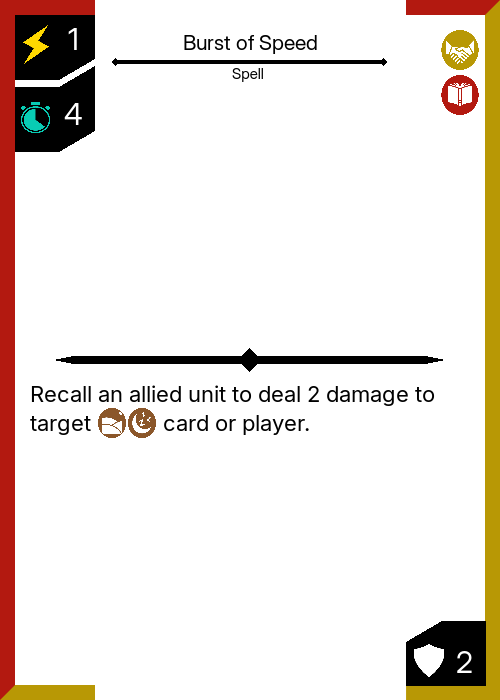 1
Burst of Speed
Spell
4
Recall an allied unit to deal 2 damage to
target card or player.
2